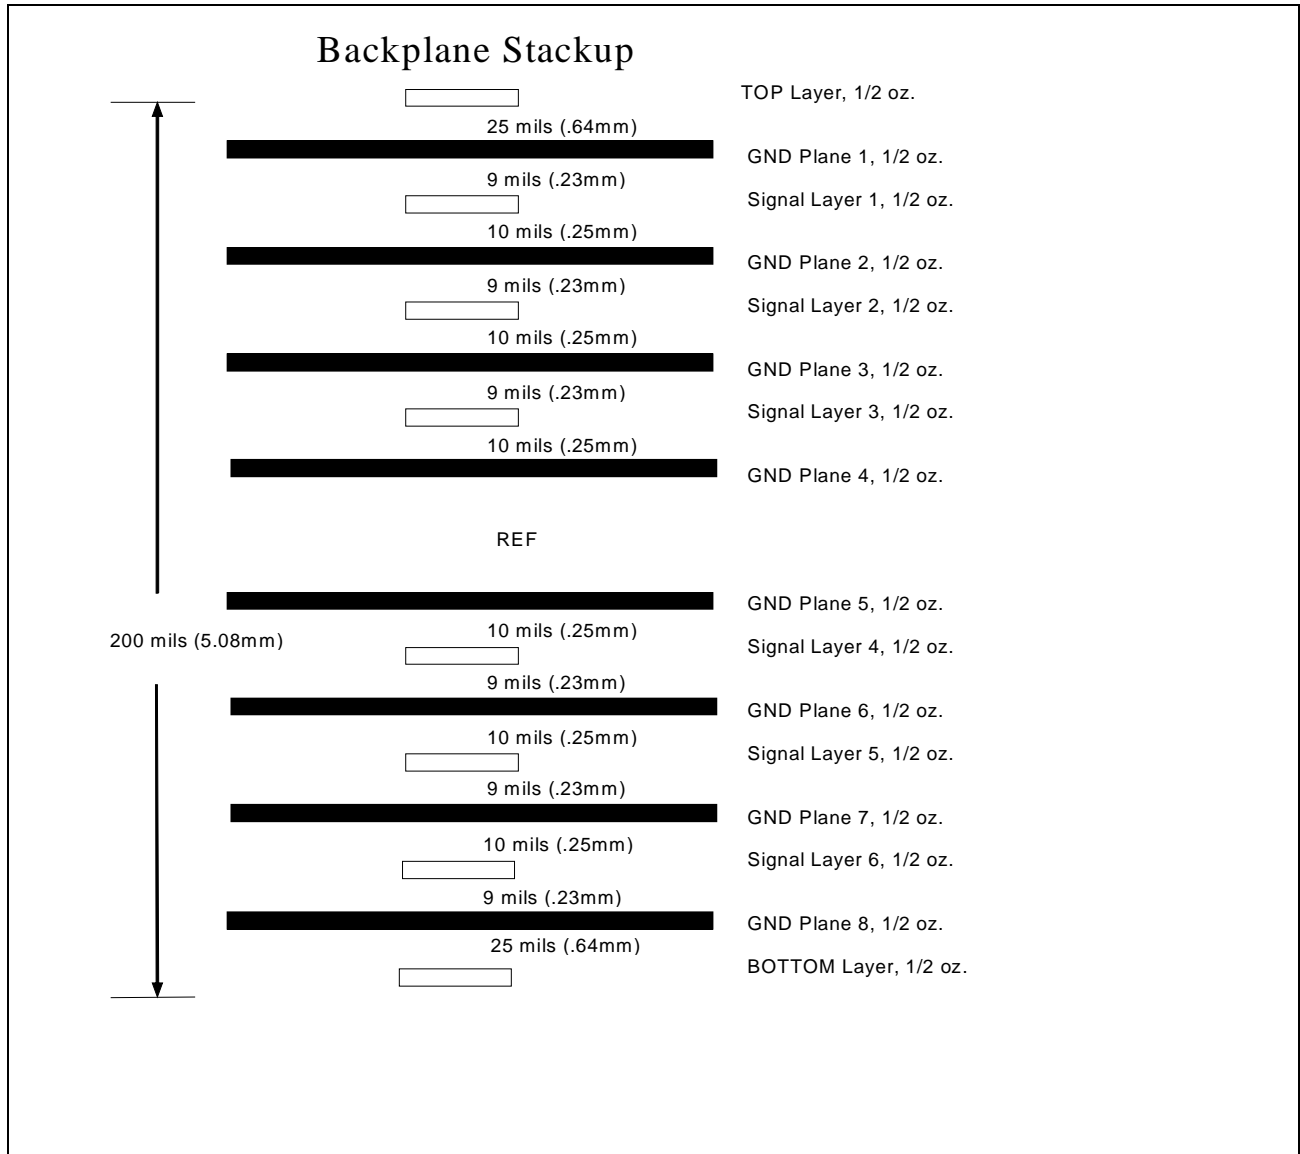 Backplane Stackup
TOP Layer, 1/2 oz.
25 mils (.64mm)
GND Plane 1, 1/2 oz.
9 mils (.23mm)
Signal Layer 1, 1/2 oz.
10 mils (.25mm)
GND Plane 2, 1/2 oz.
9 mils (.23mm)
Signal Layer 2, 1/2 oz.
10 mils (.25mm)
GND Plane 3, 1/2 oz.
9 mils (.23mm)
Signal Layer 3, 1/2 oz.
10 mils (.25mm)
GND Plane 4, 1/2 oz.
REF
GND Plane 5, 1/2 oz.
10 mils (.25mm)
200 mils (5.08mm)
Signal Layer 4, 1/2 oz.
9 mils (.23mm)
GND Plane 6, 1/2 oz.
10 mils (.25mm)
Signal Layer 5, 1/2 oz.
9 mils (.23mm)
GND Plane 7, 1/2 oz.
10 mils (.25mm)
Signal Layer 6, 1/2 oz.
9 mils (.23mm)
GND Plane 8, 1/2 oz.
25 mils (.64mm)
BOTTOM Layer, 1/2 oz.